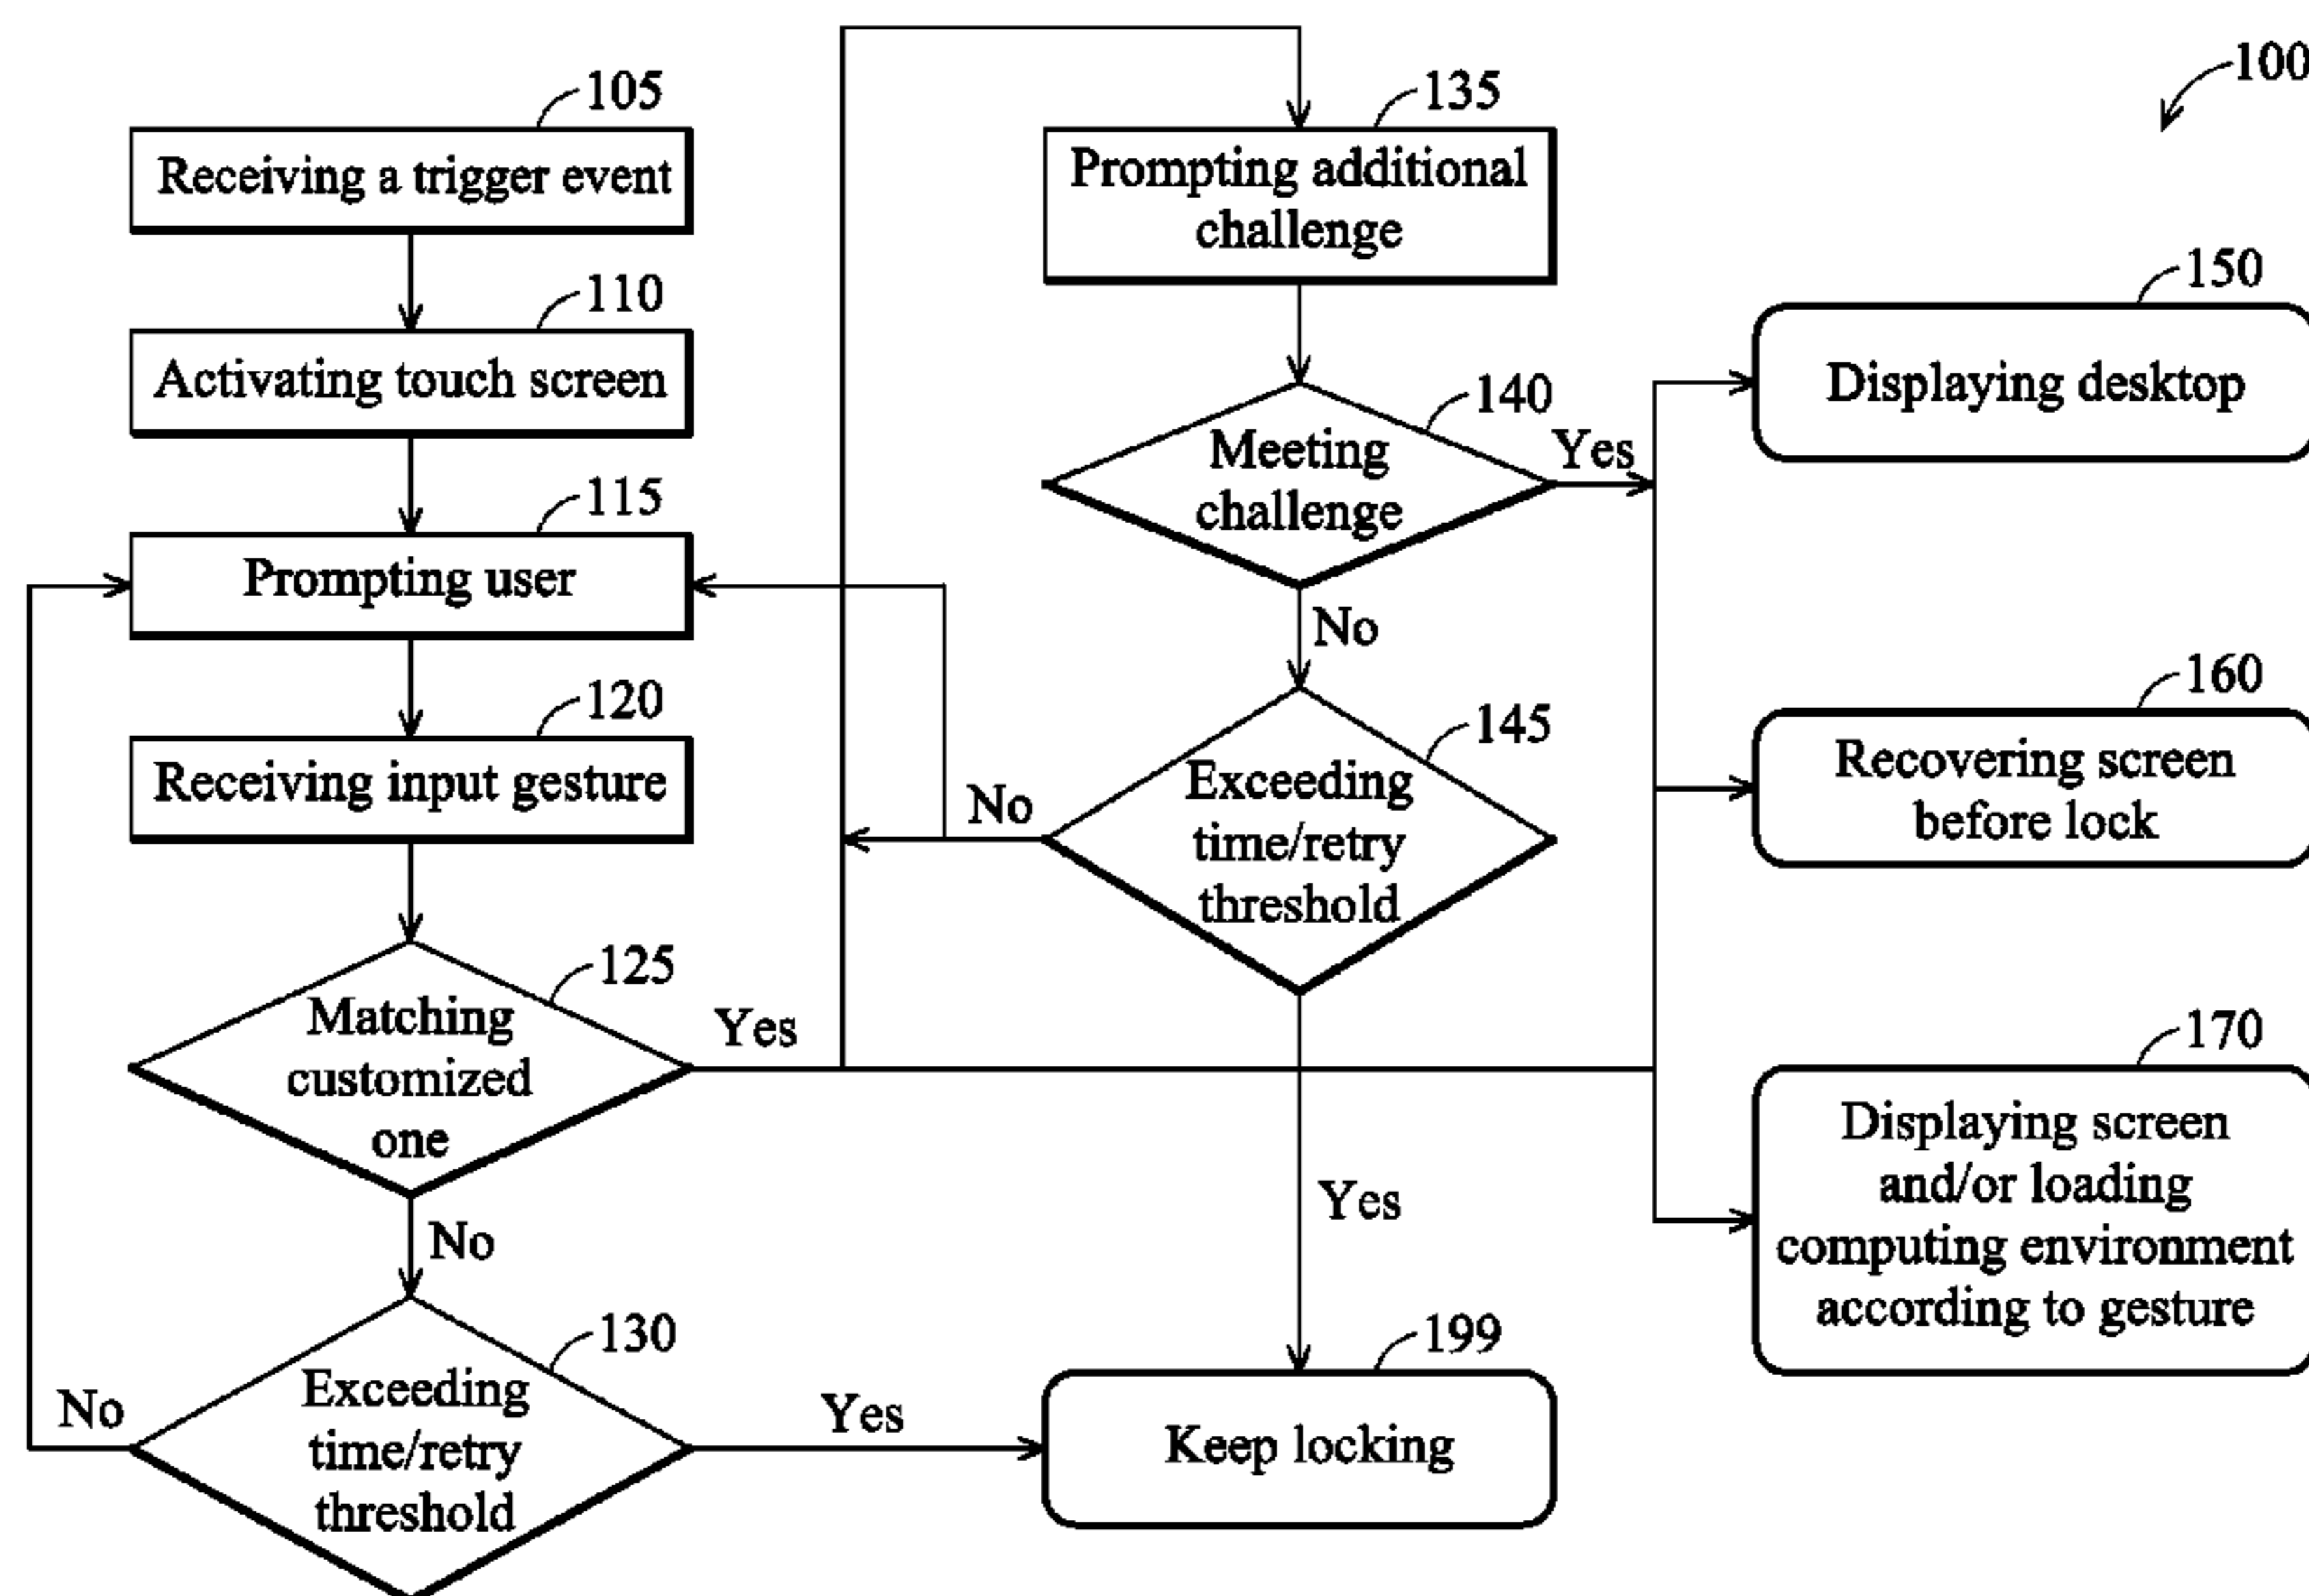 100
105
Receiving a trigger event
110
Activating touch screen
115
Prompting user
120
Receiving input gesture
125
Matching
customized
one
Yes
No
130
Exceeding
time/retry
threshold
No
Yes
135
Prompting additional
challenge
140
Meeting
challenge
Yes
No
145
Exceeding
time/retry
threshold
No
Yes
199
Keep locking
150
Displaying desktop
160
Recovering screen
before lock
170
Displaying screen
and/or loading
computing environment
according to gesture